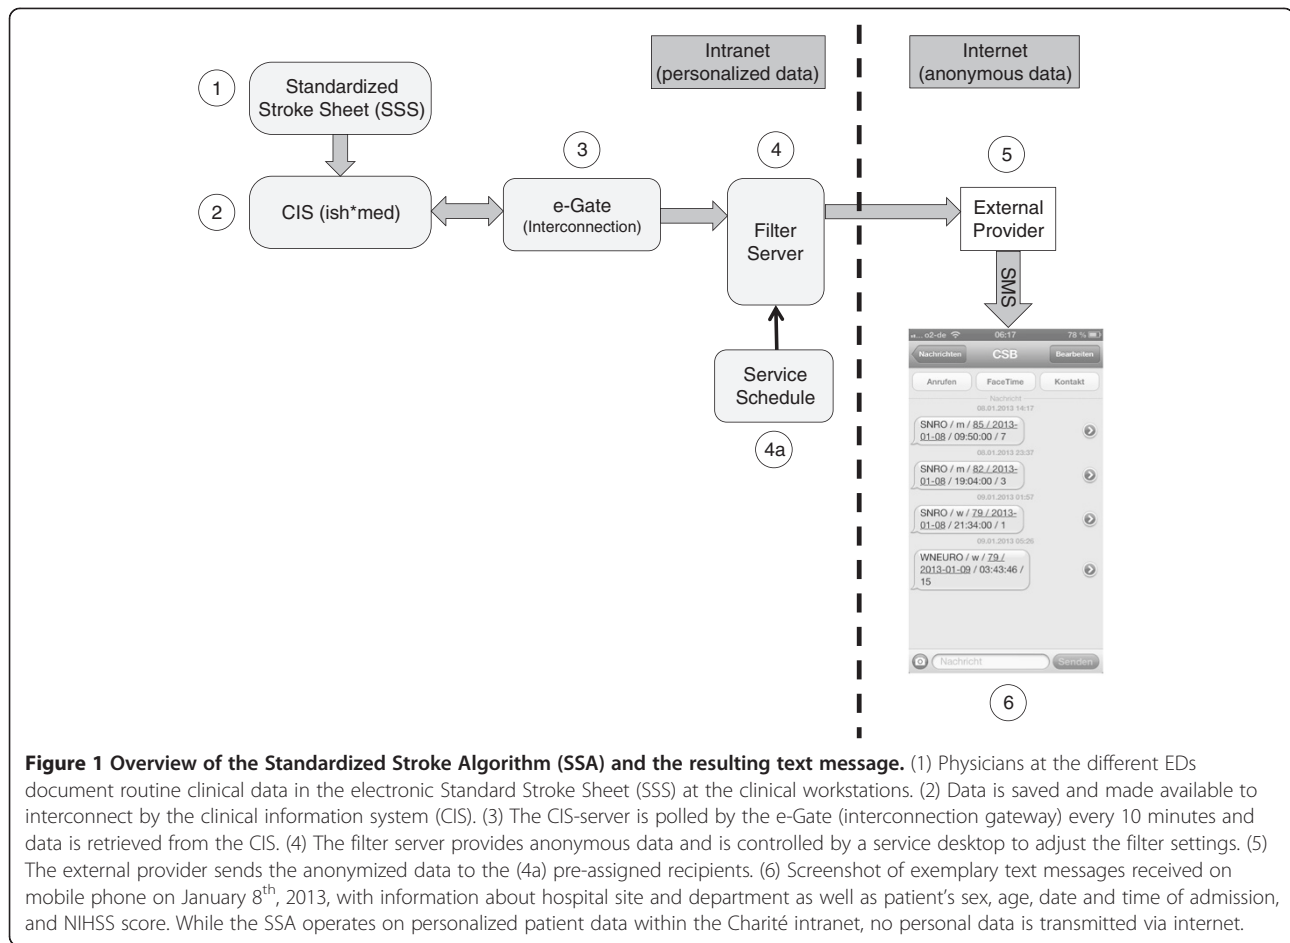 Intranet
(personalized data)
Internet
(anonymous data)
1
Standardized
Stroke Sheet (SSS)
2
CIS (ish*med)
3
e-Gate
(Interconnection)
4
Filter
Server
5
External
Provider
Service
Schedule
4a
SMS
o2-de 06:17 78 %
Nachrichten CSB Bearbeiten
Anrufen FaceTime Kontakt
Nachricht
08.01.2013 14:17
SNRO / m / 85 / 2013-
01-08 / 09:50:00 / 7
08.01.2013 23:37
SNRO / m / 82 / 2013-
01-08 / 19:04:00 / 3
09.01.2013 01:57
SNRO / w / 79 / 2013-
01-08 / 21:34:00 / 1
09.01.2013 05:26
WNEURO / w / 79 /
2013-01-09 / 03:43:46 /
15
Nachricht Senden
6
Figure 1 Overview of the Standardized Stroke Algorithm (SSA) and the resulting text message. (1) Physicians at the different EDs
document routine clinical data in the electronic Standard Stroke Sheet (SSS) at the clinical workstations. (2) Data is saved and made available to
interconnect by the clinical information system (CIS). (3) The CIS-server is polled by the e-Gate (interconnection gateway) every 10 minutes and
data is retrieved from the CIS. (4) The filter server provides anonymous data and is controlled by a service desktop to adjust the filter settings. (5)
The external provider sends the anonymized data to the (4a) pre-assigned recipients. (6) Screenshot of exemplary text messages received on
mobile phone on January 8th, 2013, with information about hospital site and department as well as patient's sex, age, date and time of admission,
and NIHSS score. While the SSA operates on personalized patient data within the Charité intranet, no personal data is transmitted via internet.